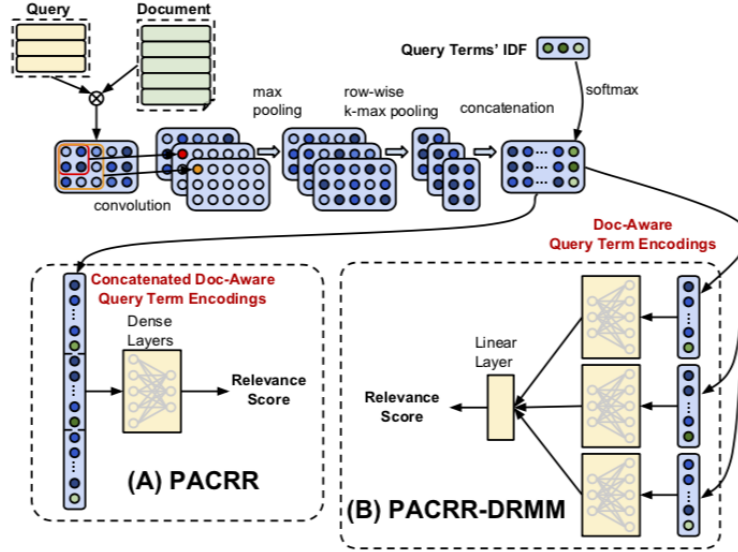 Query
Document
Query Terms' IDF
max
pooling
row-wise
k-max pooling
concatenation
softmax
convolution
Doc-Aware
Query Term Encodings
Concatenated Doc-Aware
Query Term Encodings
Dense
Layers
Relevance
Score
(A) PACRR
Linear
Layer
Relevance
Score
(B) PACRR-DRMM